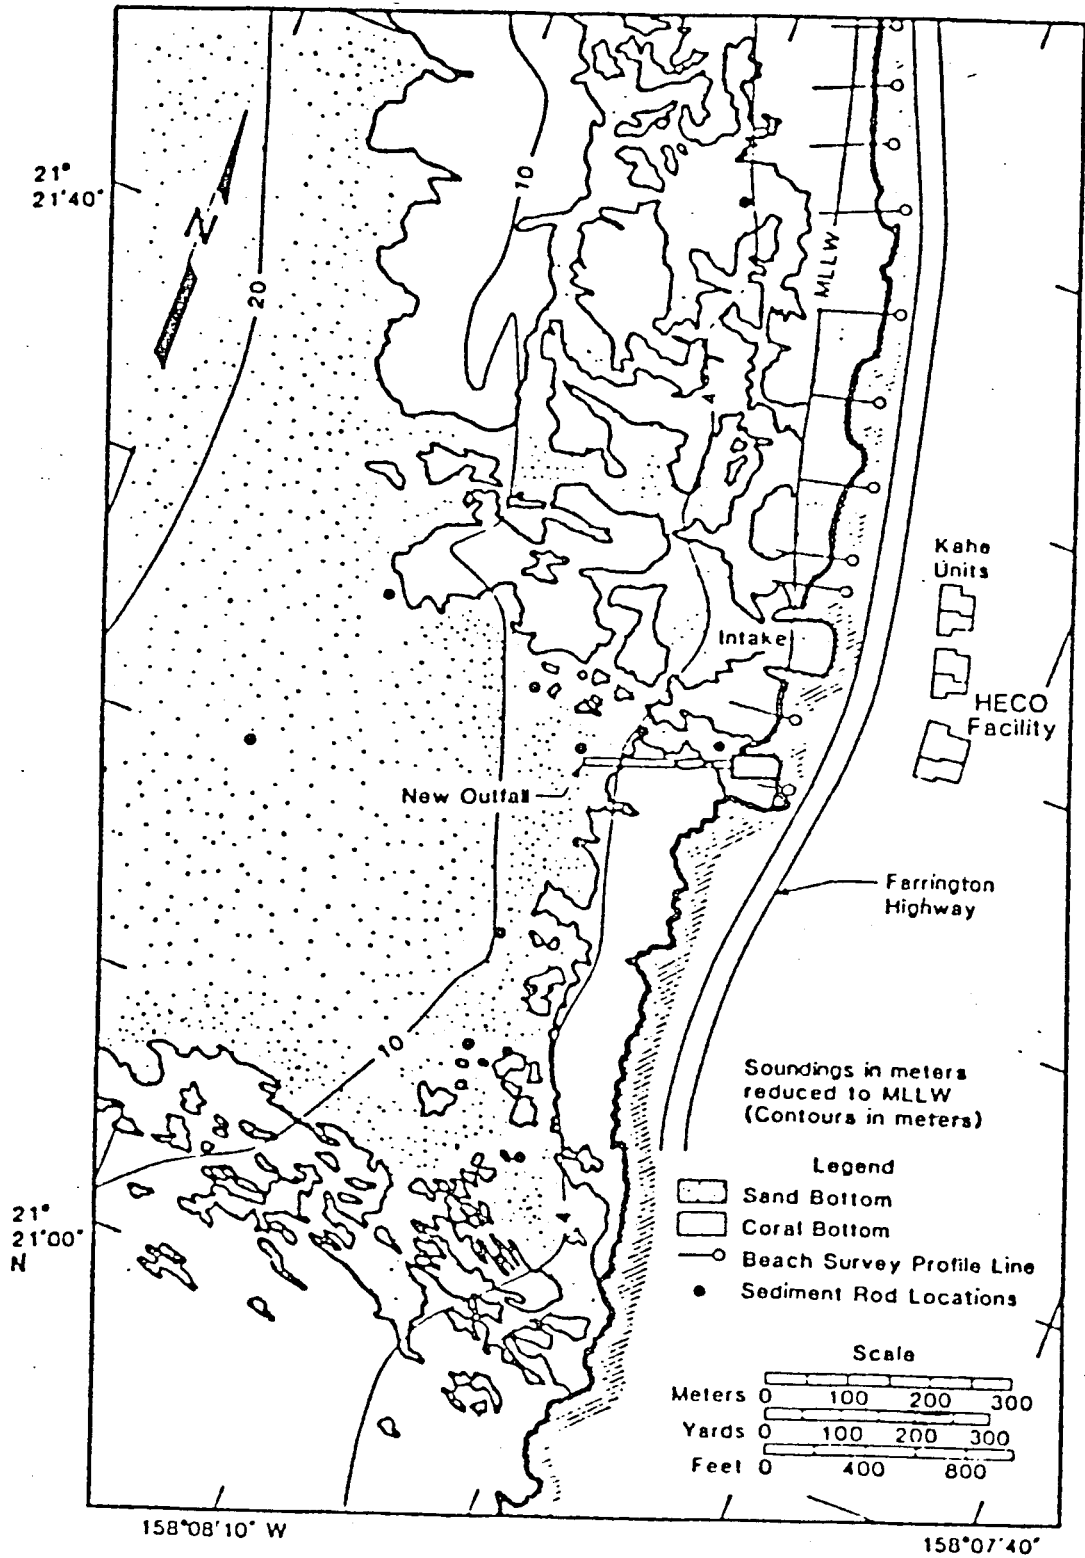 21°
21'40"
N
20
10
MLLW
4
Kahe
Units
Intake
HECO
Facility
New Outfall
Farrington
Highway
10
Soundings in meters
reduced to MLLW
(Contours in meters)
Legend
Sand Bottom
Coral Bottom
Beach Survey Profile Line
Sediment Rod Locations
21°
21'00"
N
4
Scale
Meters 0 100 200 300
Yards 0 100 200 300
Feet 0 400 800
158°08'10" W
158°07'40"